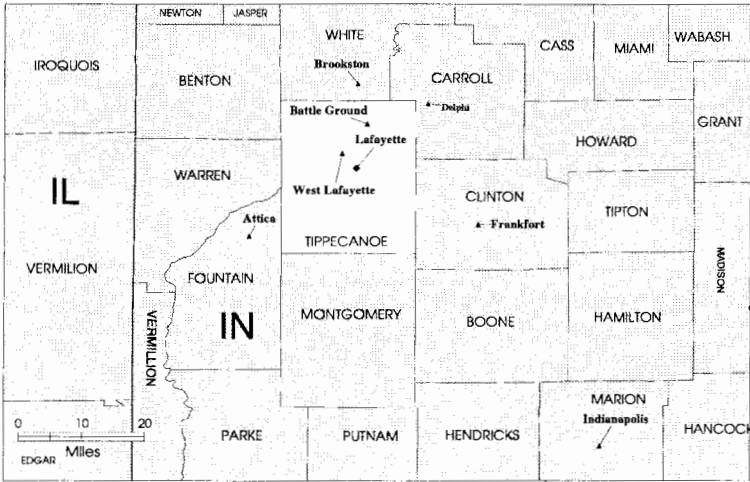 NEWTON
JASPER
WHITE
CASS
MIAMI
WABASH
IROQUOIS
BENTON
Brookston
CARROLL
Delphi
Battle Ground
GRANT
Lafayette
HOWARD
WARREN
IL
West Lafayette
CLINTON
TIPTON
Attica
Frankfort
TIPPECANOE
VERMILION
FOUNTAIN
MADISON
MONTGOMERY
IN
BOONE
HAMILTON
VERMILLION
MARION
Indianapolis
0 10 20
Miles
EDGAR
PARKE
PUTNAM
HENDRICKS
HANCOCK